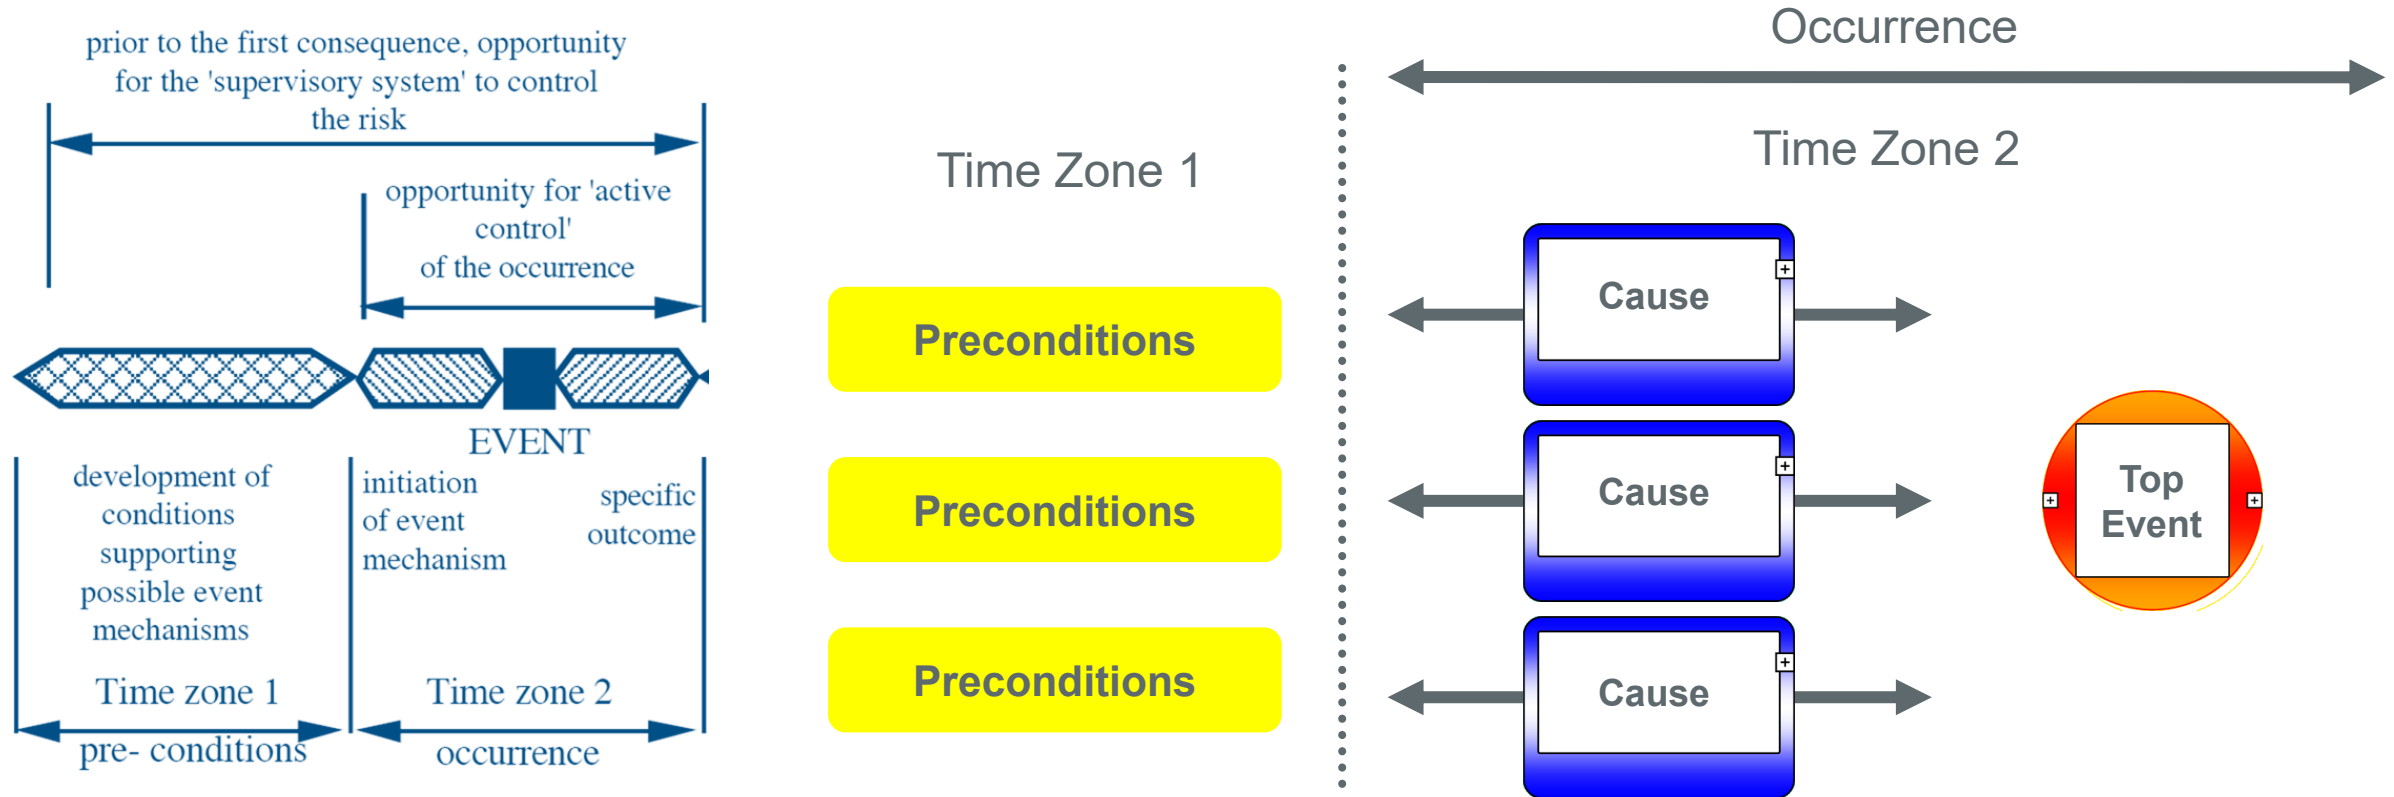 prior to the first consequence, opportunity
for the 'supervisory system' to control
the risk
opportunity for 'active
control'
of the occurrence
EVENT
development of
conditions
supporting
possible event
mechanisms
initiation
of event
mechanism
specific
outcome
Time zone 1
Time zone 2
pre- conditions
occurrence
Occurrence
Time Zone 1
Time Zone 2
Preconditions
Preconditions
Preconditions
Cause
Cause
Cause
Top
Event